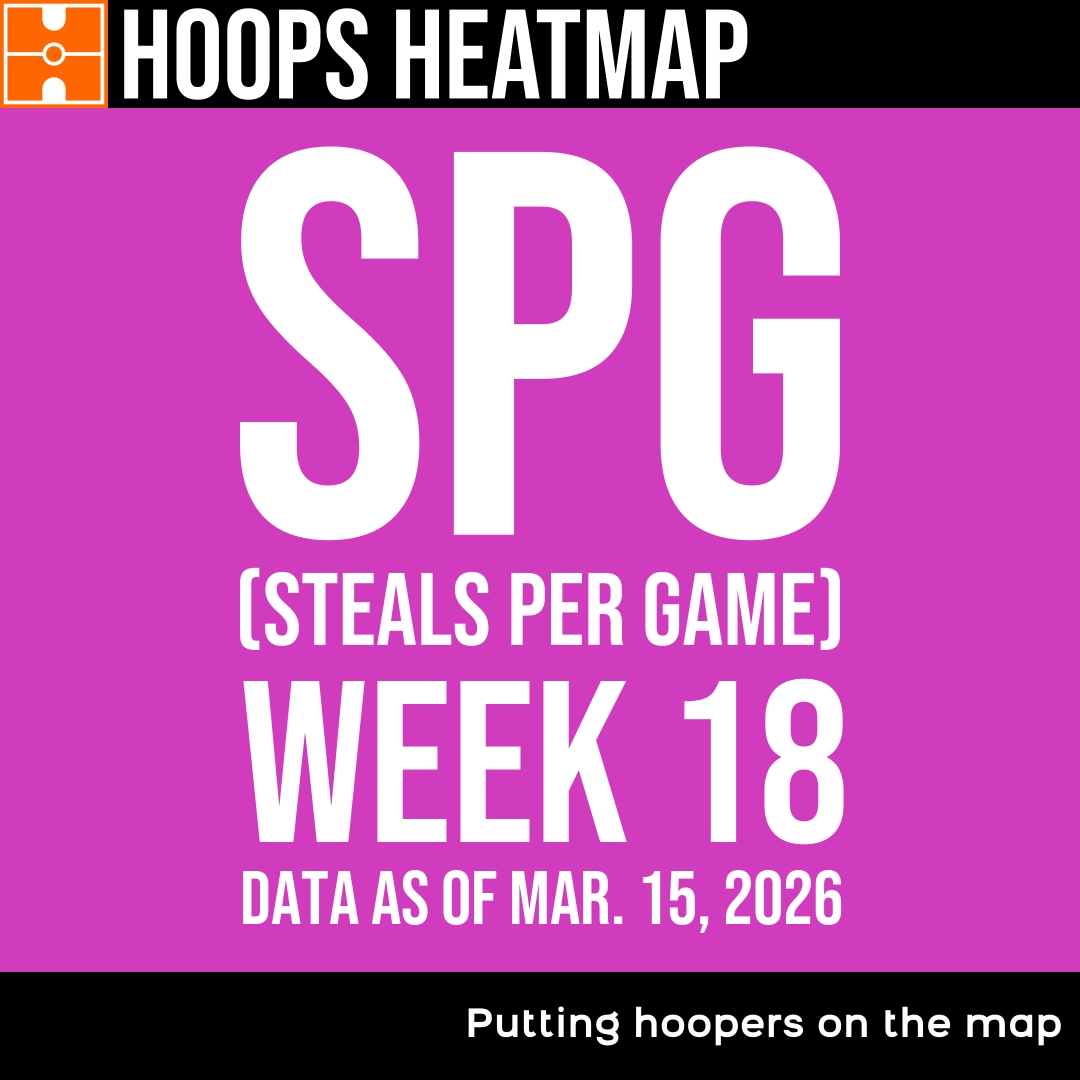 HOOPS HEATMAP
SPG
(STEALS PER GAME)
WEEK 18
DATA AS OF MAR. 15, 2026
Putting hoopers on the map